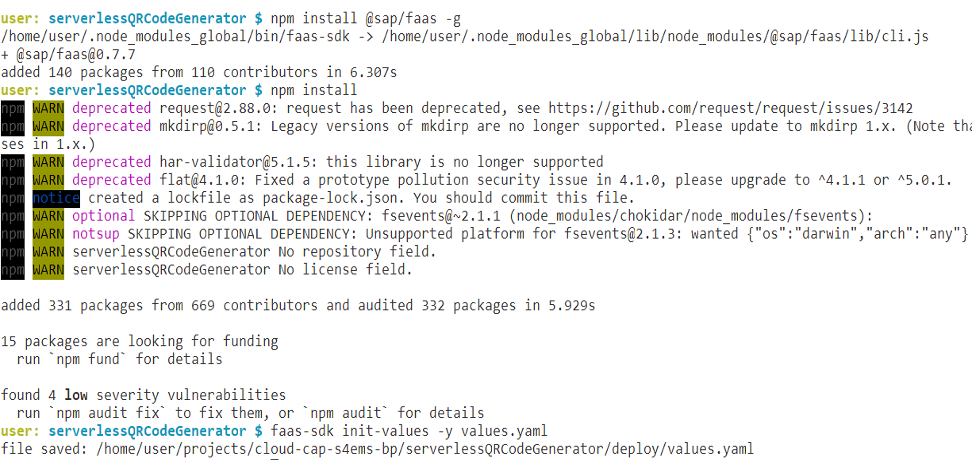 user: serverlessQRCodeGenerator $ npm install @sap/faas -g
/home/user/.node_modules_global/bin/faas-sdk -> /home/user/.node_modules_global/lib/node_modules/@sap/faas/lib/cli.js
+ @sap/faas@0.7.7
added 140 packages from 110 contributors in 6.307s
user: serverlessQRCodeGenerator $ npm install
npm WARN deprecated request@2.88.0: request has been deprecated, see https://github.com/request/request/issues/3142
npm WARN deprecated mkdirp@0.5.1: Legacy versions of mkdirp are no longer supported. Please update to mkdirp 1.x. (Note tha
ses in 1.x.)
npm WARN deprecated har-validator@5.1.5: this library is no longer supported
npm WARN deprecated flat@4.1.0: Fixed a prototype pollution security issue in 4.1.0, please upgrade to ^4.1.1 or ^5.0.1.
npm notice created a lockfile as package-lock.json. You should commit this file.
npm WARN optional SKIPPING OPTIONAL DEPENDENCY: fsevents@~2.1.1 (node_modules/chokidar/node_modules/fsevents):
npm WARN notsup SKIPPING OPTIONAL DEPENDENCY: Unsupported platform for fsevents@2.1.3: wanted {"os":"darwin","arch":"any"}
npm WARN serverlessQRCodeGenerator No repository field.
npm WARN serverlessQRCodeGenerator No license field.
added 331 packages from 669 contributors and audited 332 packages in 5.929s
15 packages are looking for funding
run `npm fund` for details
found 4 low severity vulnerabilities
run `npm audit fix` to fix them, or `npm audit` for details
user: serverlessQRCodeGenerator $ faas-sdk init-values -y values.yaml
file saved: /home/user/projects/cloud-cap-s4ems-bp/serverlessQRCodeGenerator/deploy/values.yaml